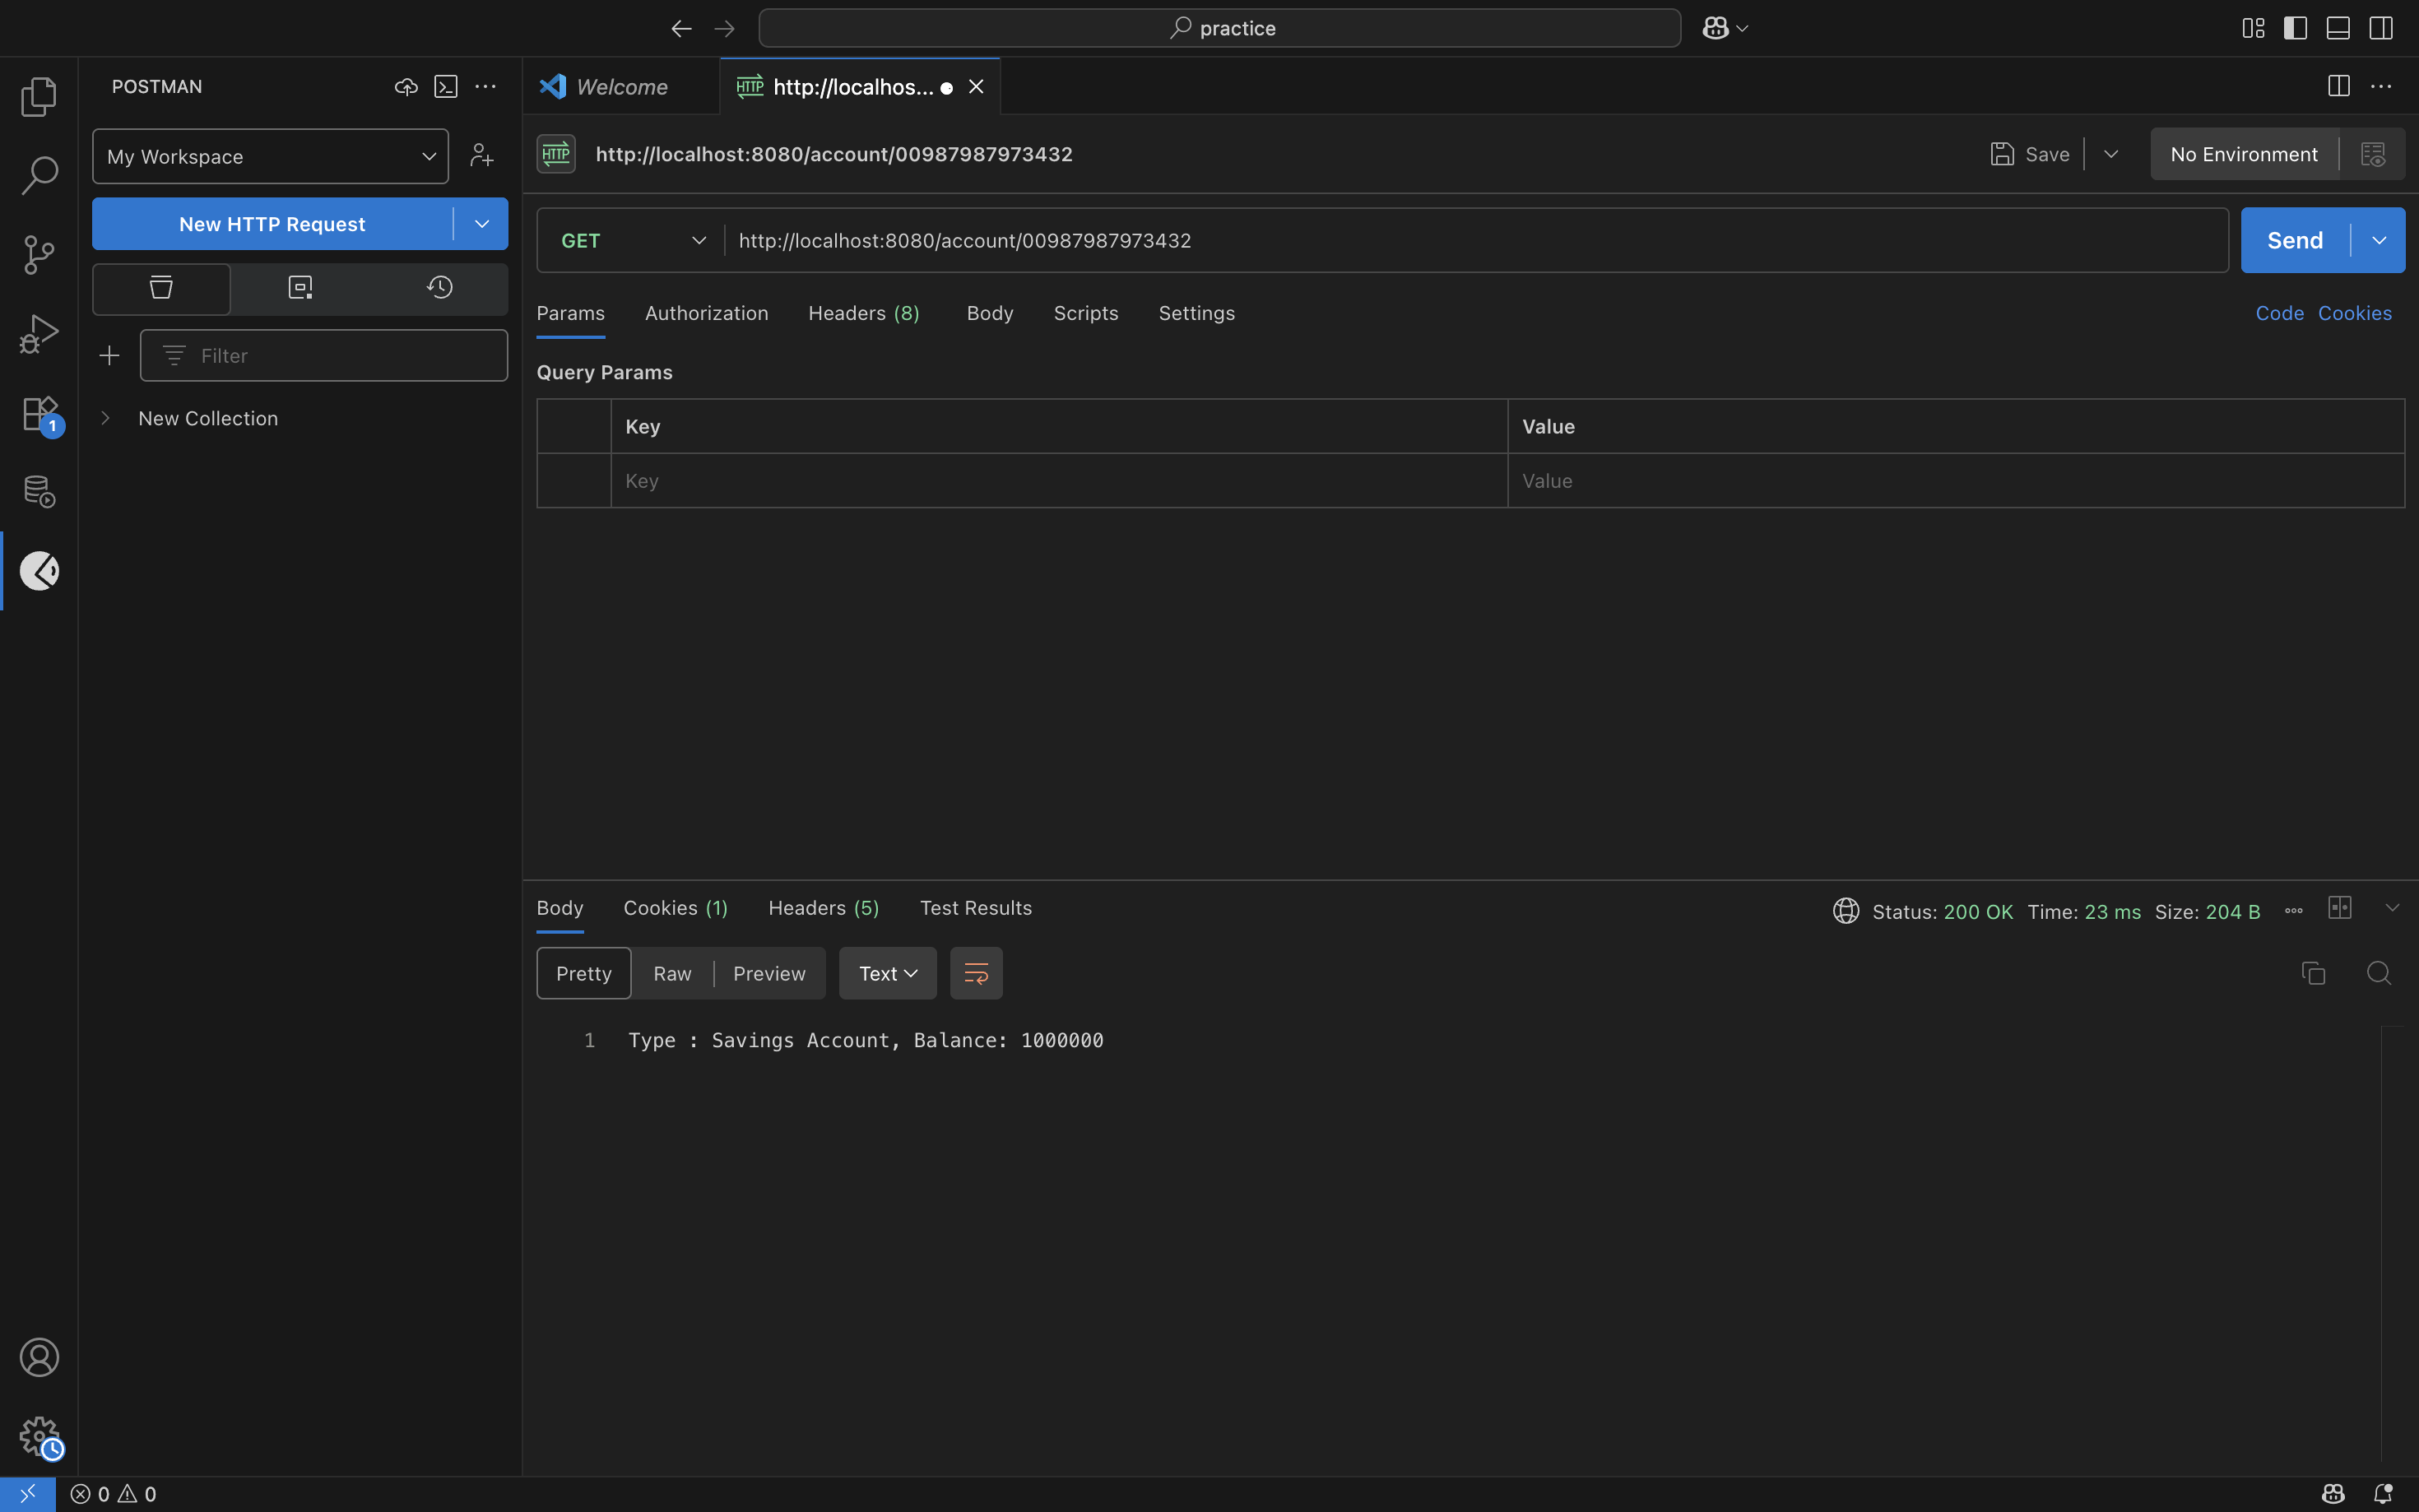 practice
POSTMAN
My Workspace
New HTTP Request
Filter
New Collection
1
Welcome
HTTP http://localhos...
HTTP http://localhost:8080/account/00987987973432
Save
No Environment
GET http://localhost:8080/account/00987987973432
Send
Params Authorization Headers (8) Body Scripts Settings
Code Cookies
Query Params
Key Value
Key Value
Body Cookies (1) Headers (5) Test Results
Status: 200 OK Time: 23 ms Size: 204 B
Pretty Raw Preview Text
1 Type : Savings Account, Balance: 1000000
0 0